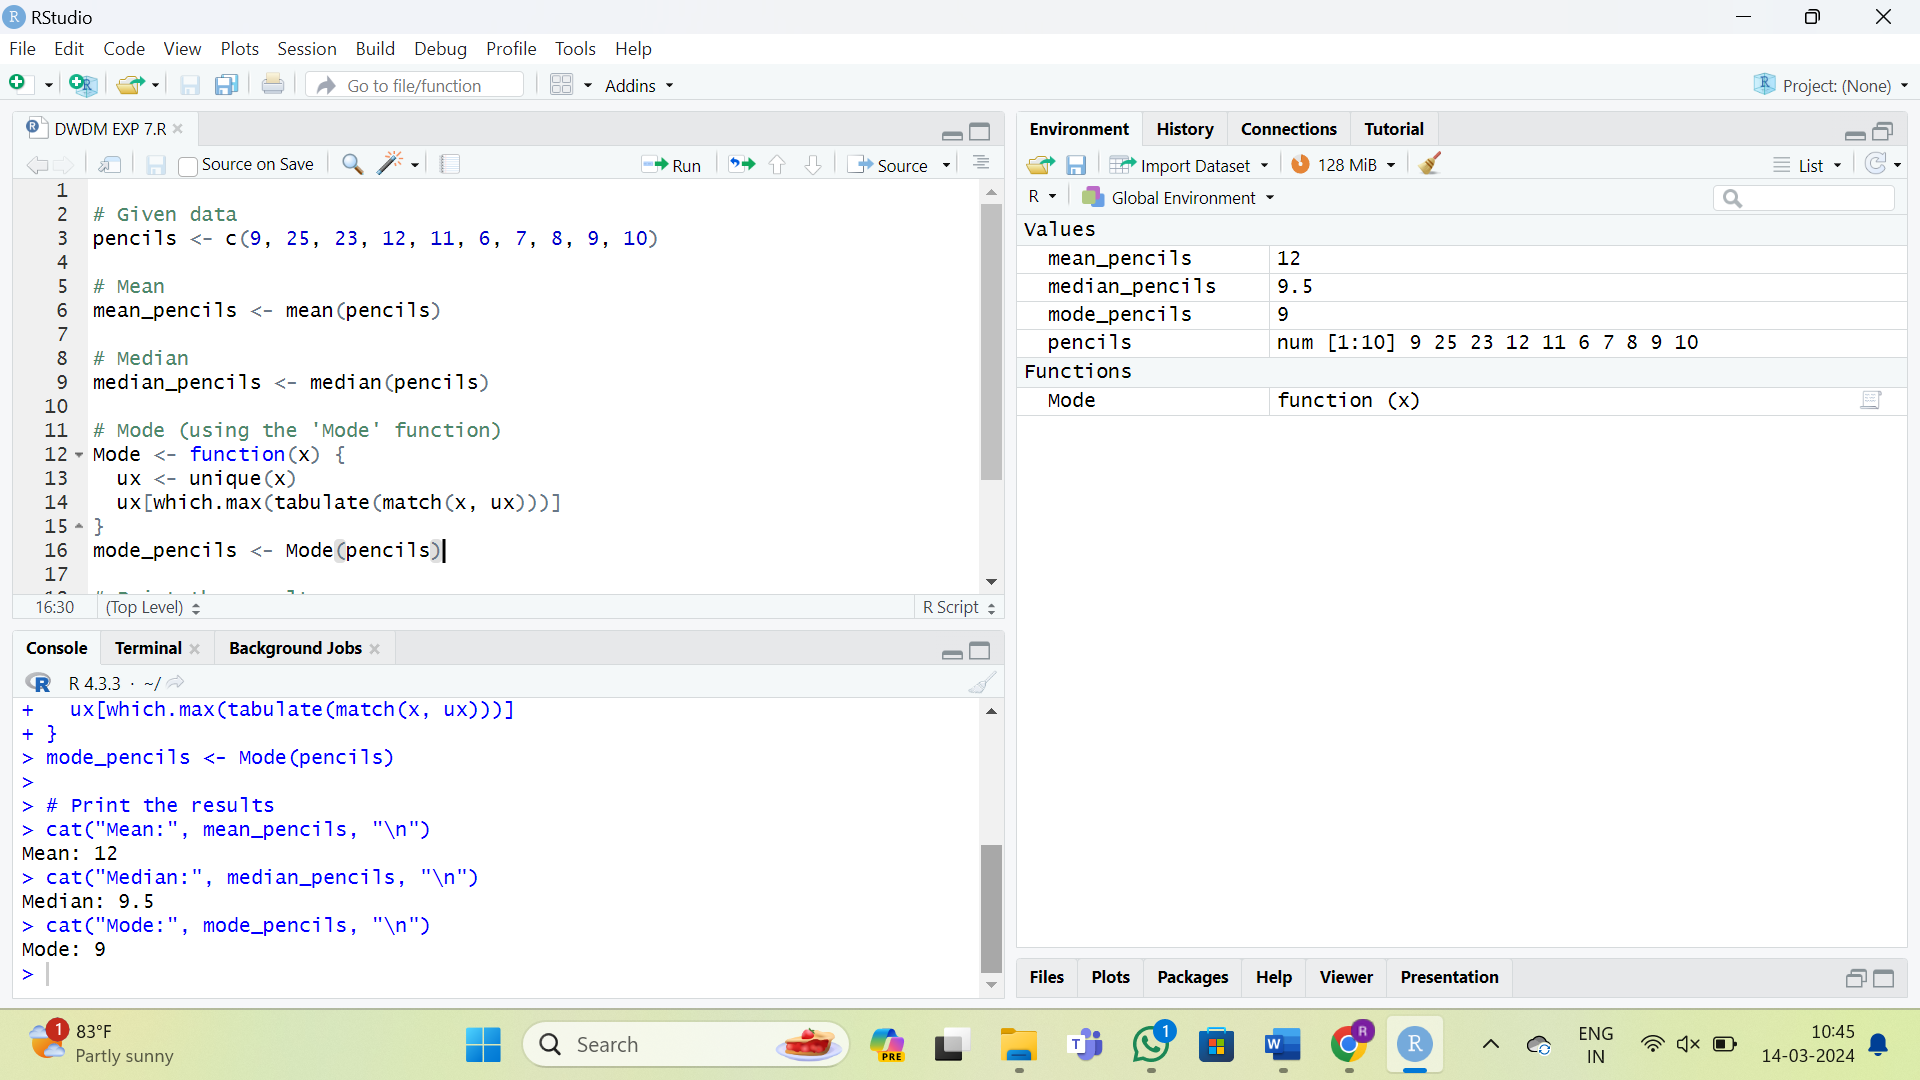 RStudio
File Edit Code View Plots Session Build Debug Profile Tools Help
Go to file/function Addins Project: (None)
DWDM EXP 7.R
Source on Save Run Source
1
2 # Given data
3 pencils <- c(9, 25, 23, 12, 11, 6, 7, 8, 9, 10)
4
5 # Mean
6 mean_pencils <- mean(pencils)
7
8 # Median
9 median_pencils <- median(pencils)
10
11 # Mode (using the 'Mode' function)
12 Mode <- function(x) {
13 ux <- unique(x)
14 ux[which.max(tabulate(match(x, ux)))]
15 }
16 mode_pencils <- Mode(pencils)
17
16:30 (Top Level) R Script
Console Terminal Background Jobs
R 4.3.3 · ~/
+ ux[which.max(tabulate(match(x, ux)))]
+ }
> mode_pencils <- Mode(pencils)
>
> # Print the results
> cat("Mean:", mean_pencils, "\n")
Mean: 12
> cat("Median:", median_pencils, "\n")
Median: 9.5
> cat("Mode:", mode_pencils, "\n")
Mode: 9
>
Environment History Connections Tutorial
Import Dataset 128 MiB List
R Global Environment
Values
mean_pencils 12
median_pencils 9.5
mode_pencils 9
pencils num [1:10] 9 25 23 12 11 6 7 8 9 10
Functions
Mode function (x)
Files Plots Packages Help Viewer Presentation
1 83°F
Partly sunny
Search
PRE
1
R
ENG
IN
10:45
14-03-2024